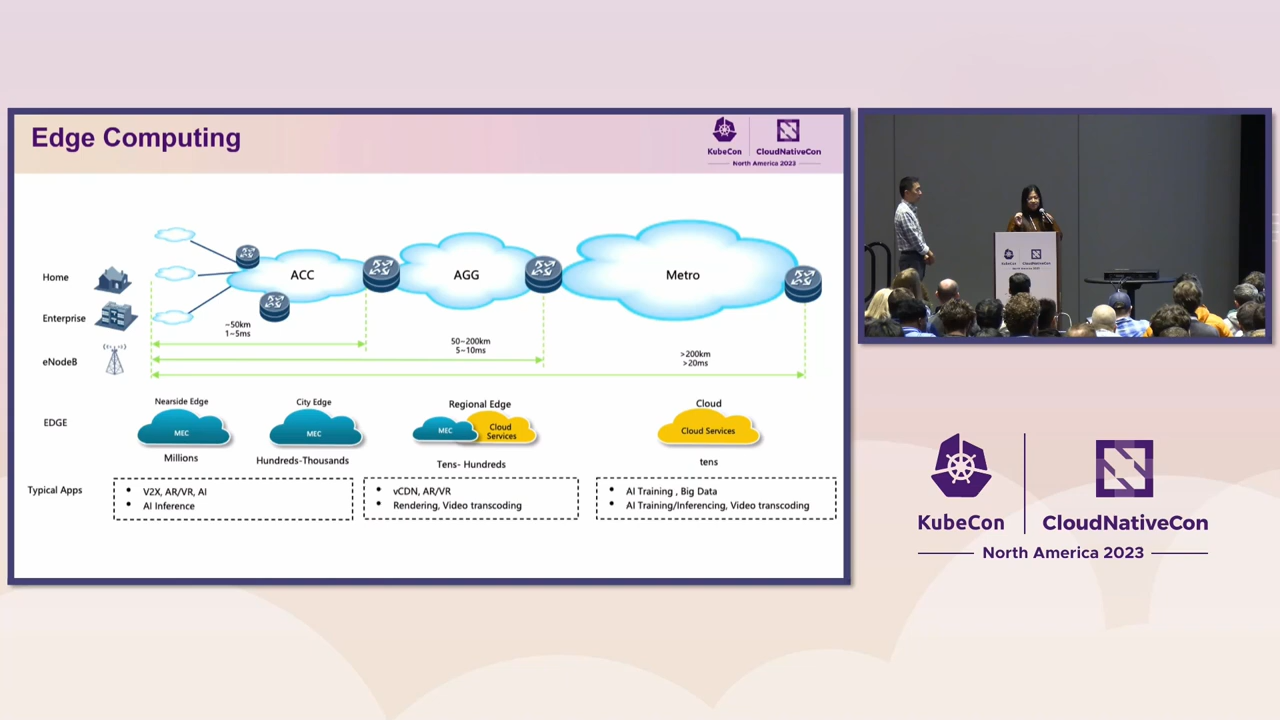 Edge Computing
KubeCon
CloudNativeCon
North America 2023
Home
Enterprise
eNodeB
ACC
AGG
Metro
~50km
1~5ms
50~200km
5~10ms
>200km
>20ms
EDGE
Nearside Edge
MEC
Millions
City Edge
MEC
Hundreds-Thousands
Regional Edge
MEC
Cloud
Services
Tens- Hundreds
Cloud
Cloud Services
tens
Typical Apps
• V2X, AR/VR, AI
• AI Inference
• vCDN, AR/VR
• Rendering, Video transcoding
• AI Training , Big Data
• AI Training/Inferencing, Video transcoding
KubeCon
CloudNativeCon
North America 2023